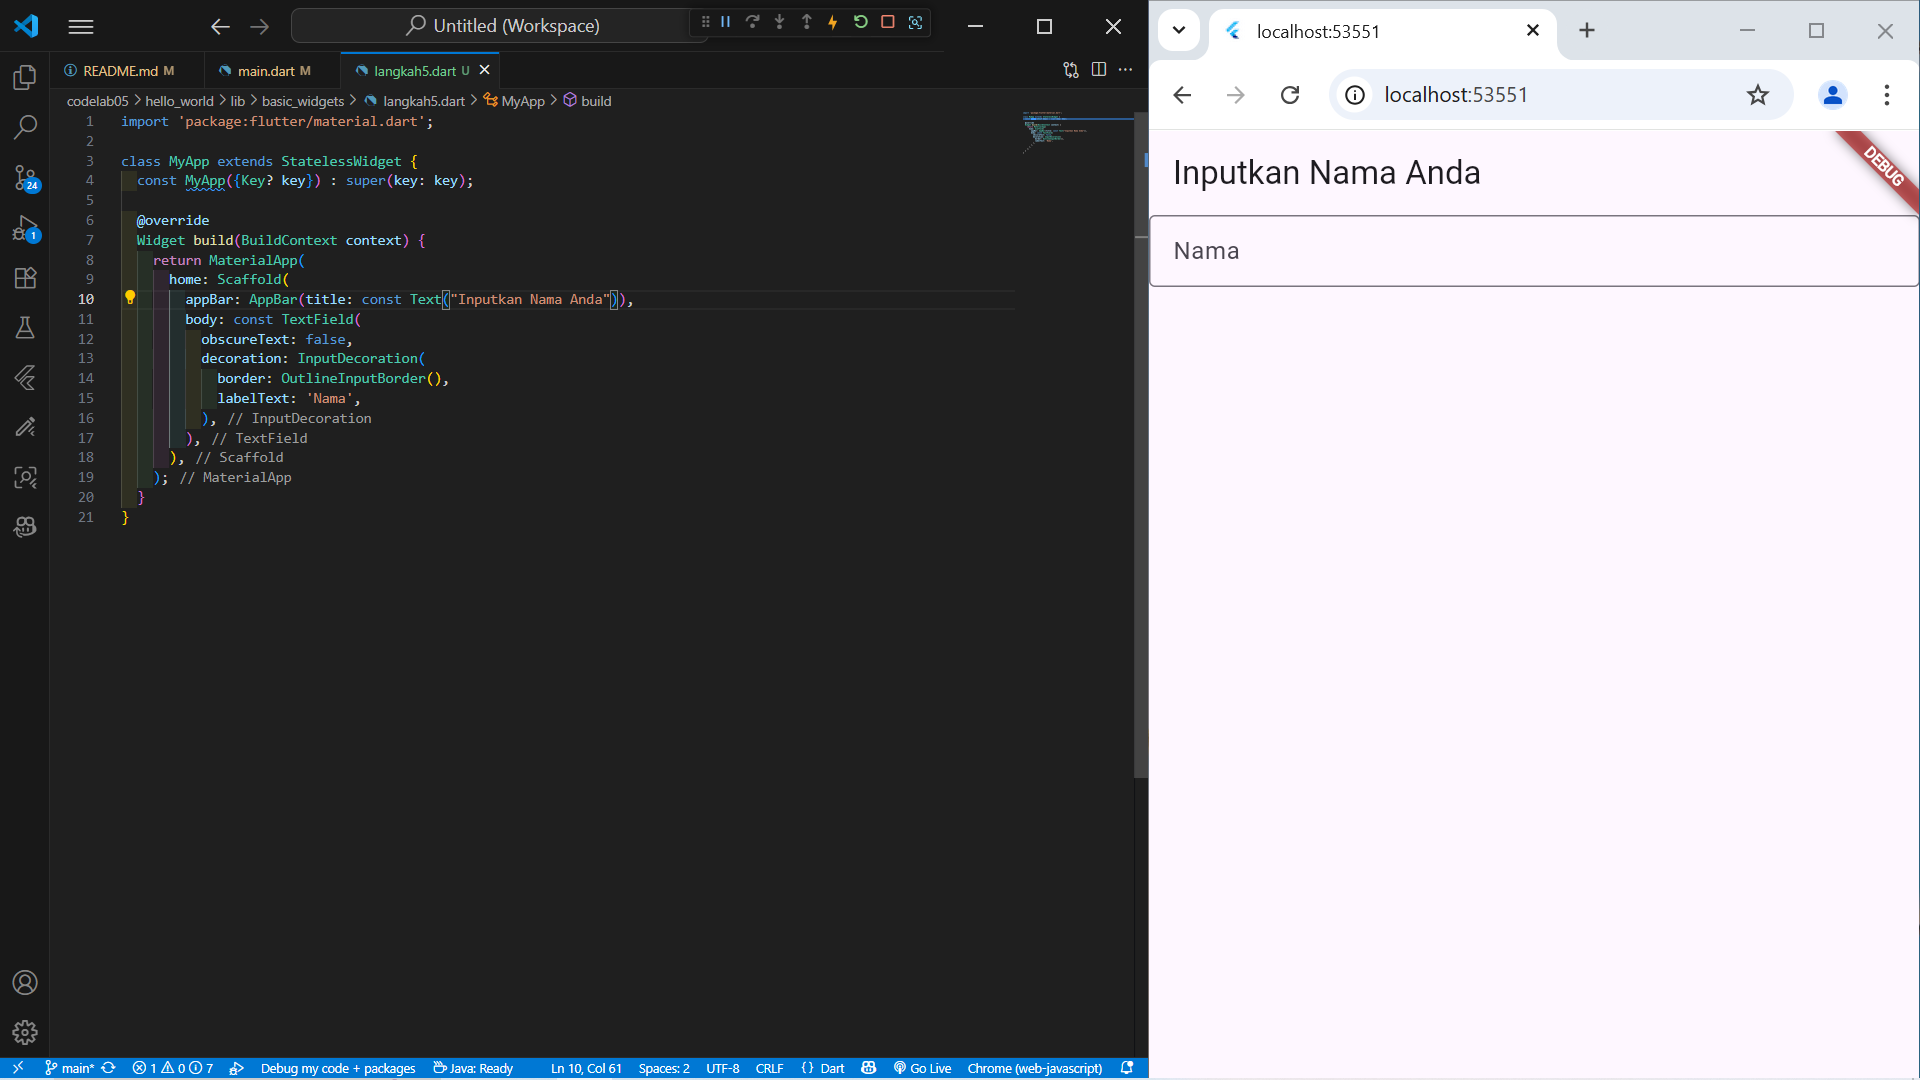 Untitled (Workspace)
README.md M
main.dart M
langkah5.dart U
codelab05 > hello_world > lib > basic_widgets > langkah5.dart > MyApp > build
1 import 'package:flutter/material.dart';
2
3 class MyApp extends StatelessWidget {
4 const MyApp({Key? key}) : super(key: key);
5
6 @override
7 Widget build(BuildContext context) {
8 return MaterialApp(
9 home: Scaffold(
10 appBar: AppBar(title: const Text("Inputkan Nama Anda")),
11 body: const TextField(
12 obscureText: false,
13 decoration: InputDecoration(
14 border: OutlineInputBorder(),
15 labelText: 'Nama',
16 ), // InputDecoration
17 ), // TextField
18 ), // Scaffold
19 ); // MaterialApp
20 }
21 }
24
1
main* 1 0 7 Debug my code + packages Java: Ready Ln 10, Col 61 Spaces: 2 UTF-8 CRLF {} Dart Go Live Chrome (web-javascript)
localhost:53551
localhost:53551
Inputkan Nama Anda
DEBUG
Nama